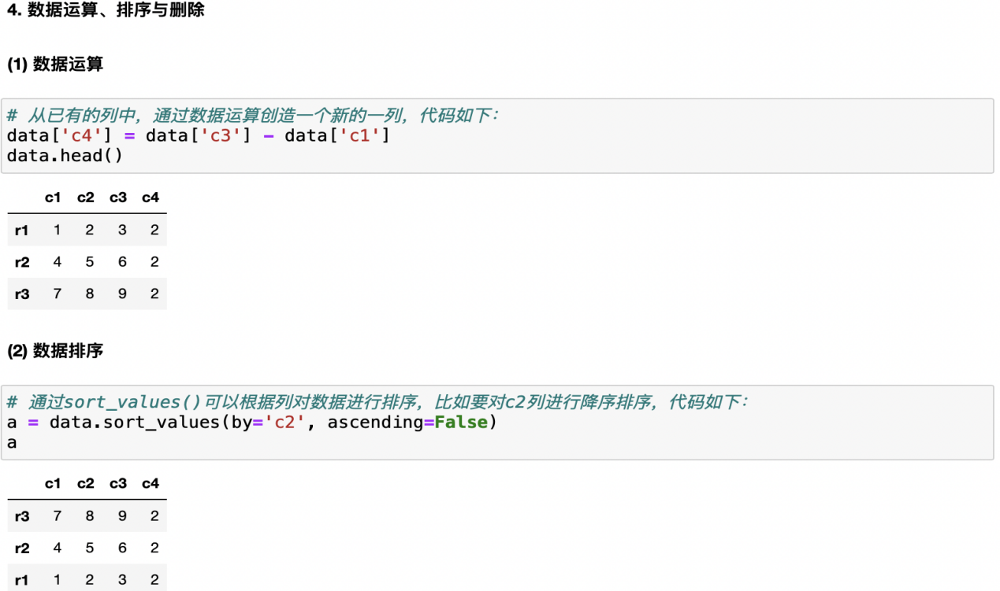 4. 数据运算、排序与删除
(1) 数据运算
# 从已有的列中，通过数据运算创造一个新的一列，代码如下：
data['c4'] = data['c3'] - data['c1']
data.head()
c1 c2 c3 c4
r1 1 2 3 2
r2 4 5 6 2
r3 7 8 9 2
(2) 数据排序
# 通过sort_values()可以根据列对数据进行排序，比如要对c2列进行降序排序，代码如下：
a = data.sort_values(by='c2', ascending=False)
a
c1 c2 c3 c4
r3 7 8 9 2
r2 4 5 6 2
r1 1 2 3 2